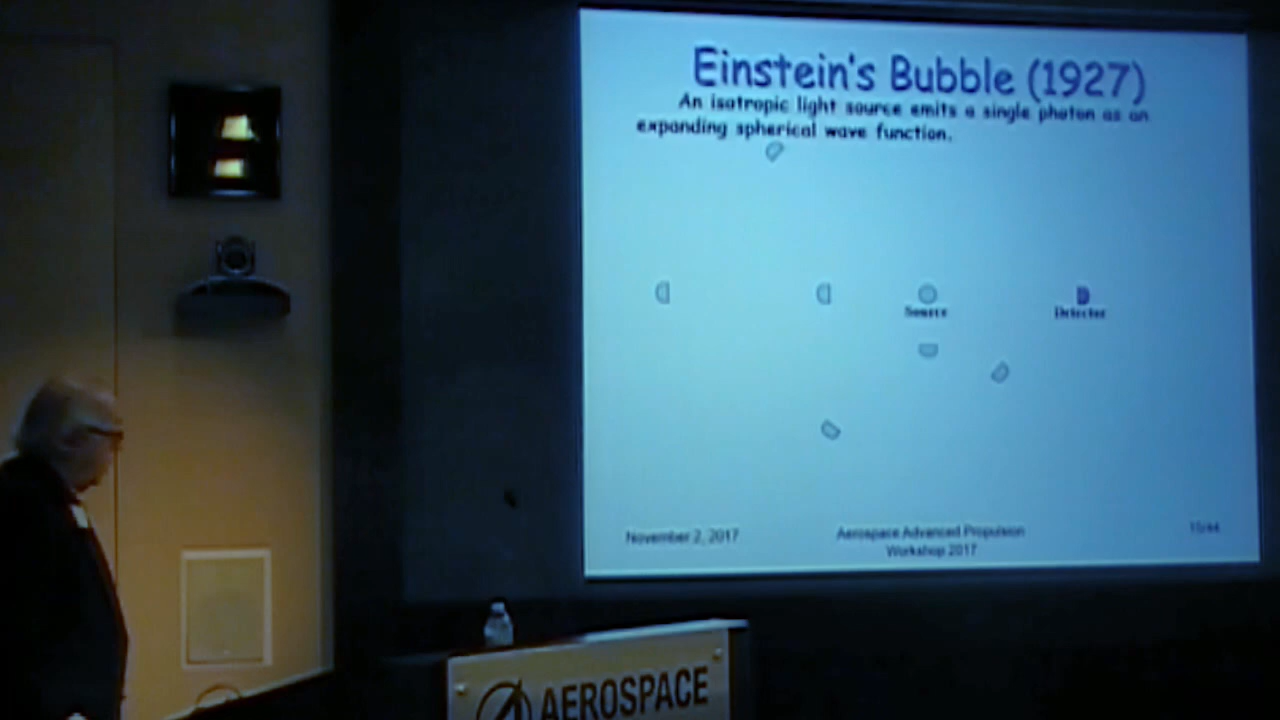 Einstein's Bubble (1927)
An isotropic light source emits a single photon as an
expanding spherical wave function.
Source
Detector
November 2, 2017
Aerospace Advanced Propulsion
Workshop 2017
AEROSPACE